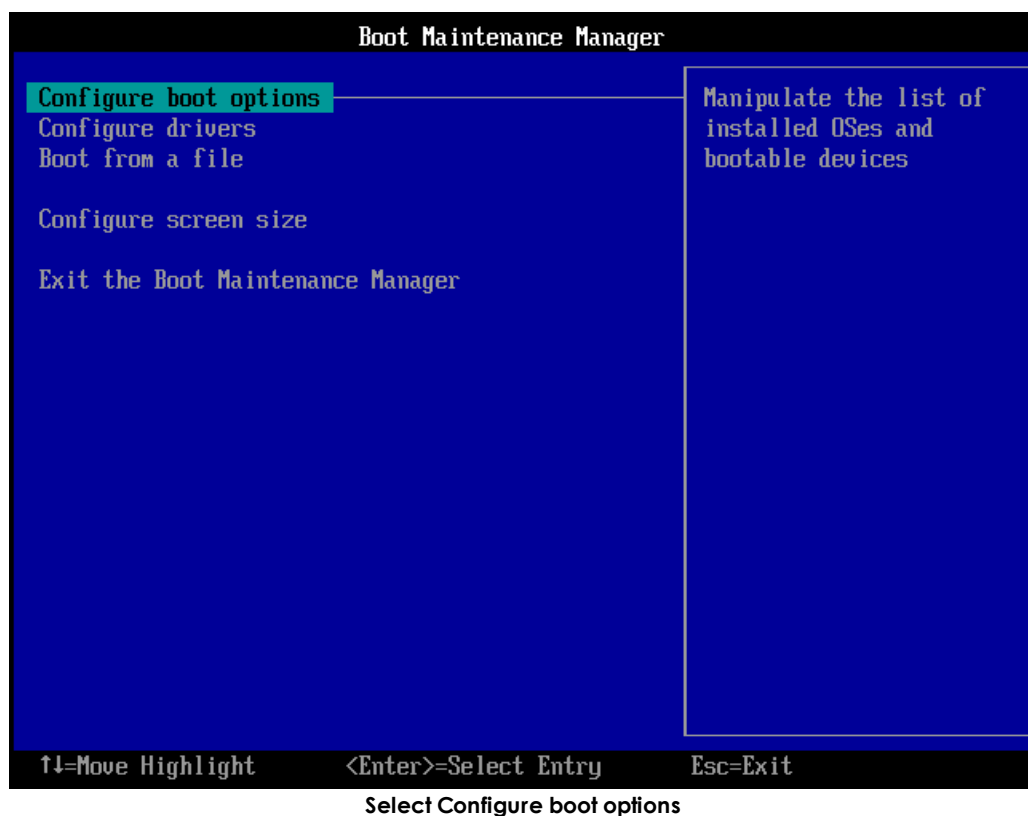 Boot Maintenance Manager
Configure boot options
Configure drivers
Boot from a file
Configure screen size
Exit the Boot Maintenance Manager
Manipulate the list of
installed OSes and
bootable devices
↑↓=Move Highlight <Enter>=Select Entry Esc=Exit
Select Configure boot options